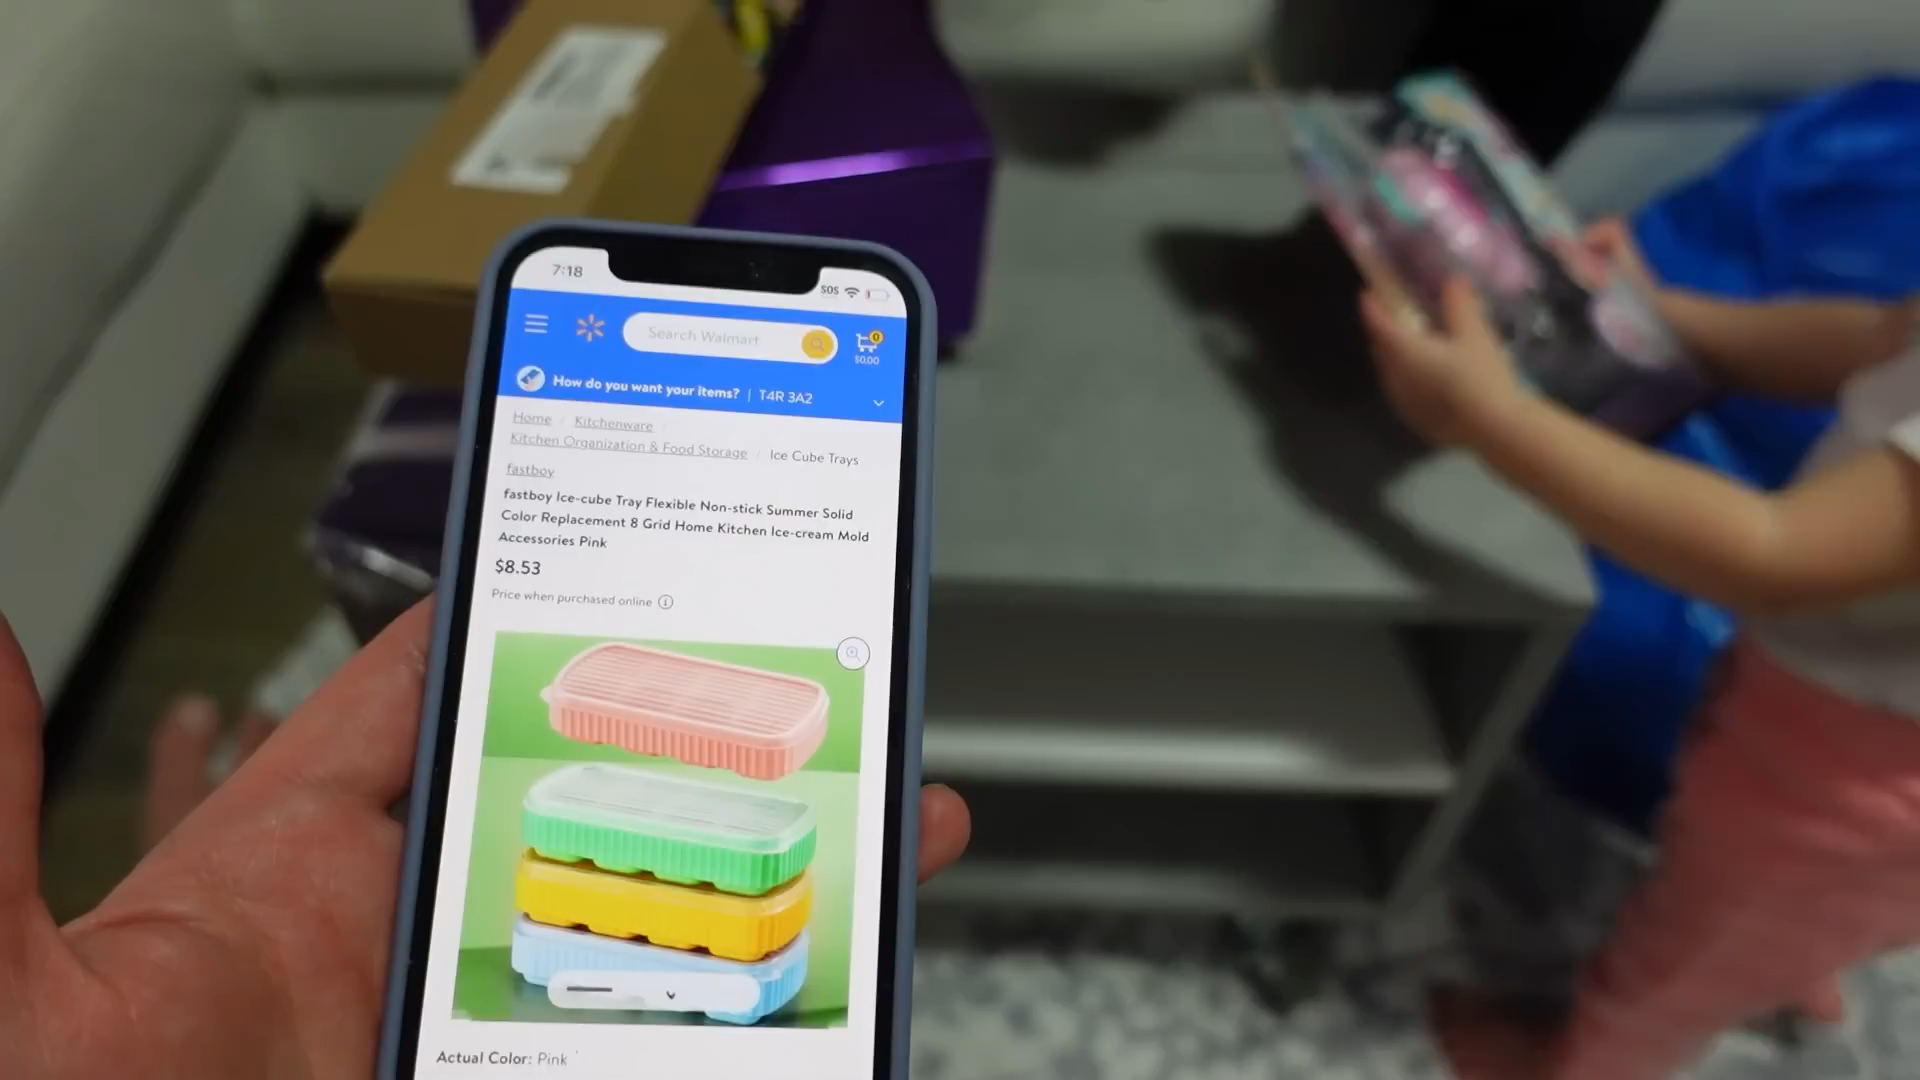 7:18
SOS
Search Walmart
0
$0.00
How do you want your items? | T4R 3A2
Home / Kitchenware /
Kitchen Organization & Food Storage / Ice Cube Trays
fastboy
fastboy Ice-cube Tray Flexible Non-stick Summer Solid
Color Replacement 8 Grid Home Kitchen Ice-cream Mold
Accessories Pink
$8.53
Price when purchased online
Actual Color: Pink